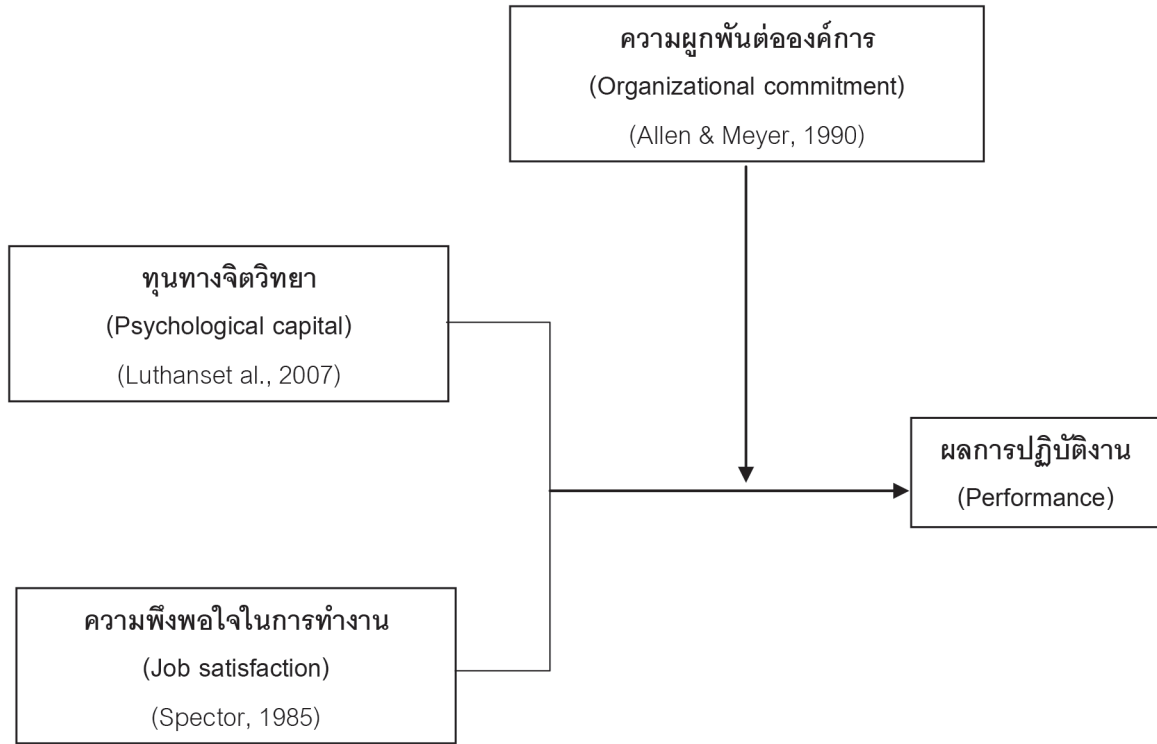 ความผูกพันต่อองค์การ
(Organizational commitment)
(Allen & Meyer, 1990)
ทุนทางจิตวิทยา
(Psychological capital)
(Luthanset al., 2007)
ผลการปฏิบัติงาน
(Performance)
ความพึงพอใจในการทำงาน
(Job satisfaction)
(Spector, 1985)